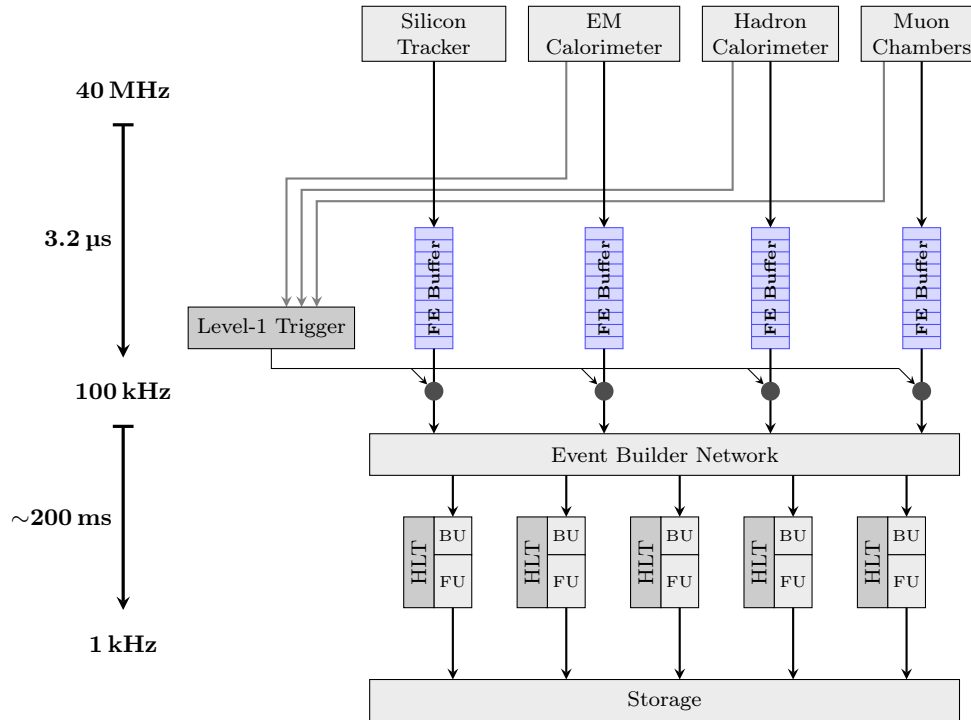 Silicon
Tracker
EM
Calorimeter
Hadron
Calorimeter
Muon
Chambers
40 MHz
3.2 µs
FE Buffer
FE Buffer
FE Buffer
FE Buffer
Level-1 Trigger
100 kHz
Event Builder Network
~200 ms
HLT
BU
FU
HLT
BU
FU
HLT
BU
FU
HLT
BU
FU
HLT
BU
FU
1 kHz
Storage